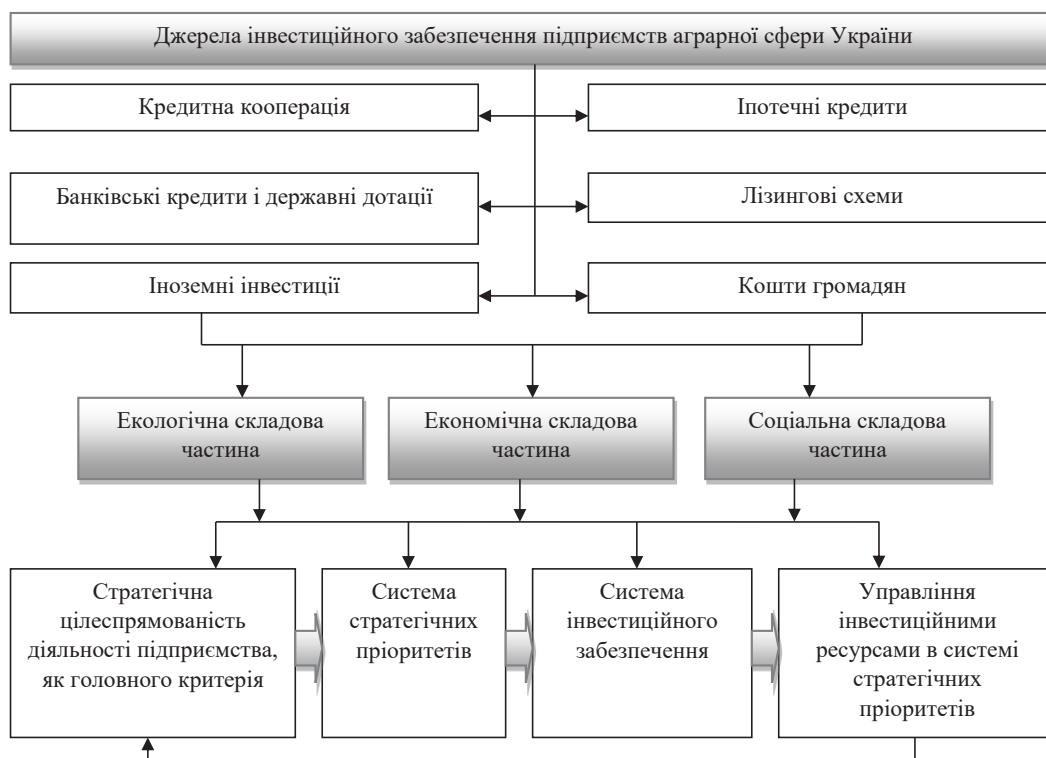 Джерела інвестиційного забезпечення підприємств аграрної сфери України
Кредитна кооперація
Іпотечні кредити
Банківські кредити і державні дотації
Лізингові схеми
Іноземні інвестиції
Кошти громадян
Екологічна складова
частина
Економічна складова
частина
Соціальна складова
частина
Стратегічна
цілеспрямованість
діяльності підприємства,
як головного критерія
Система
стратегічних
пріоритетів
Система
інвестиційного
забезпечення
Управління
інвестиційними
ресурсами в системі
стратегічних
пріоритетів